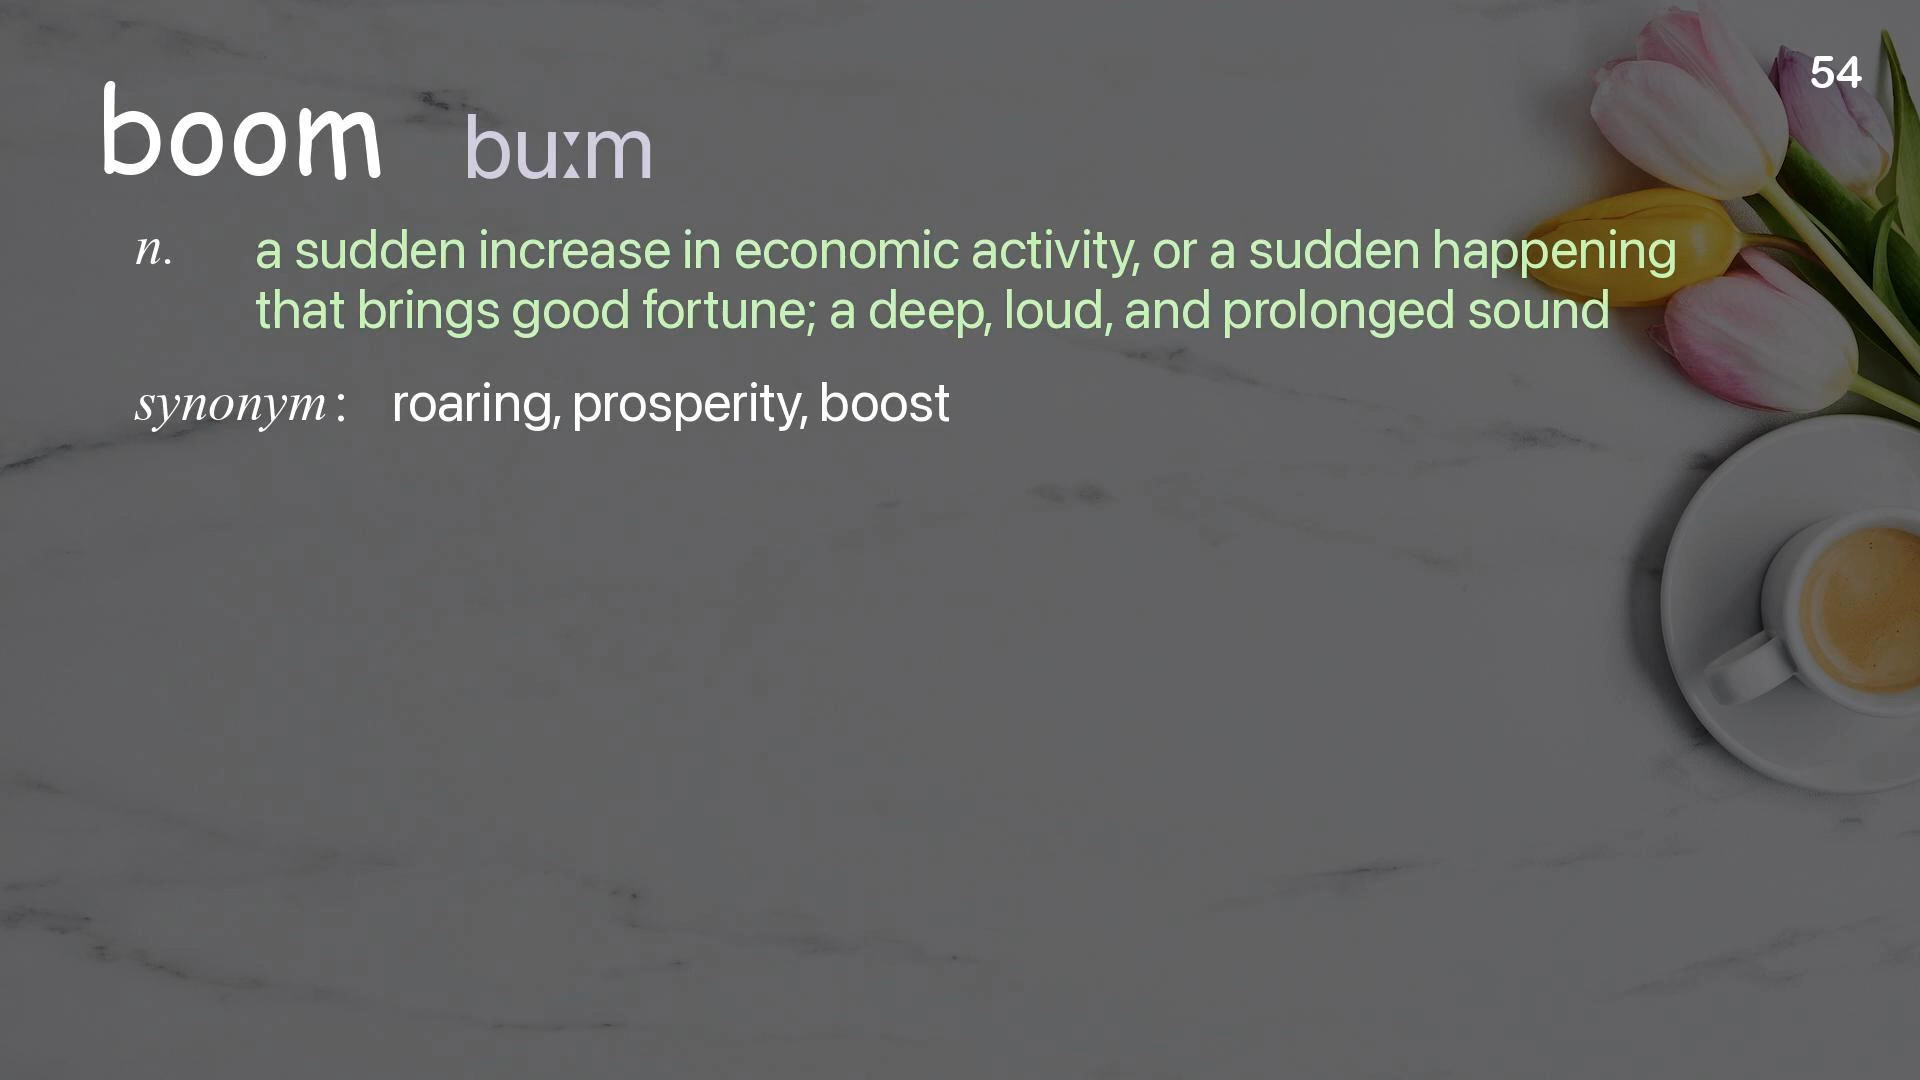 54
boom buːm
n. a sudden increase in economic activity, or a sudden happening
that brings good fortune; a deep, loud, and prolonged sound
synonym : roaring, prosperity, boost